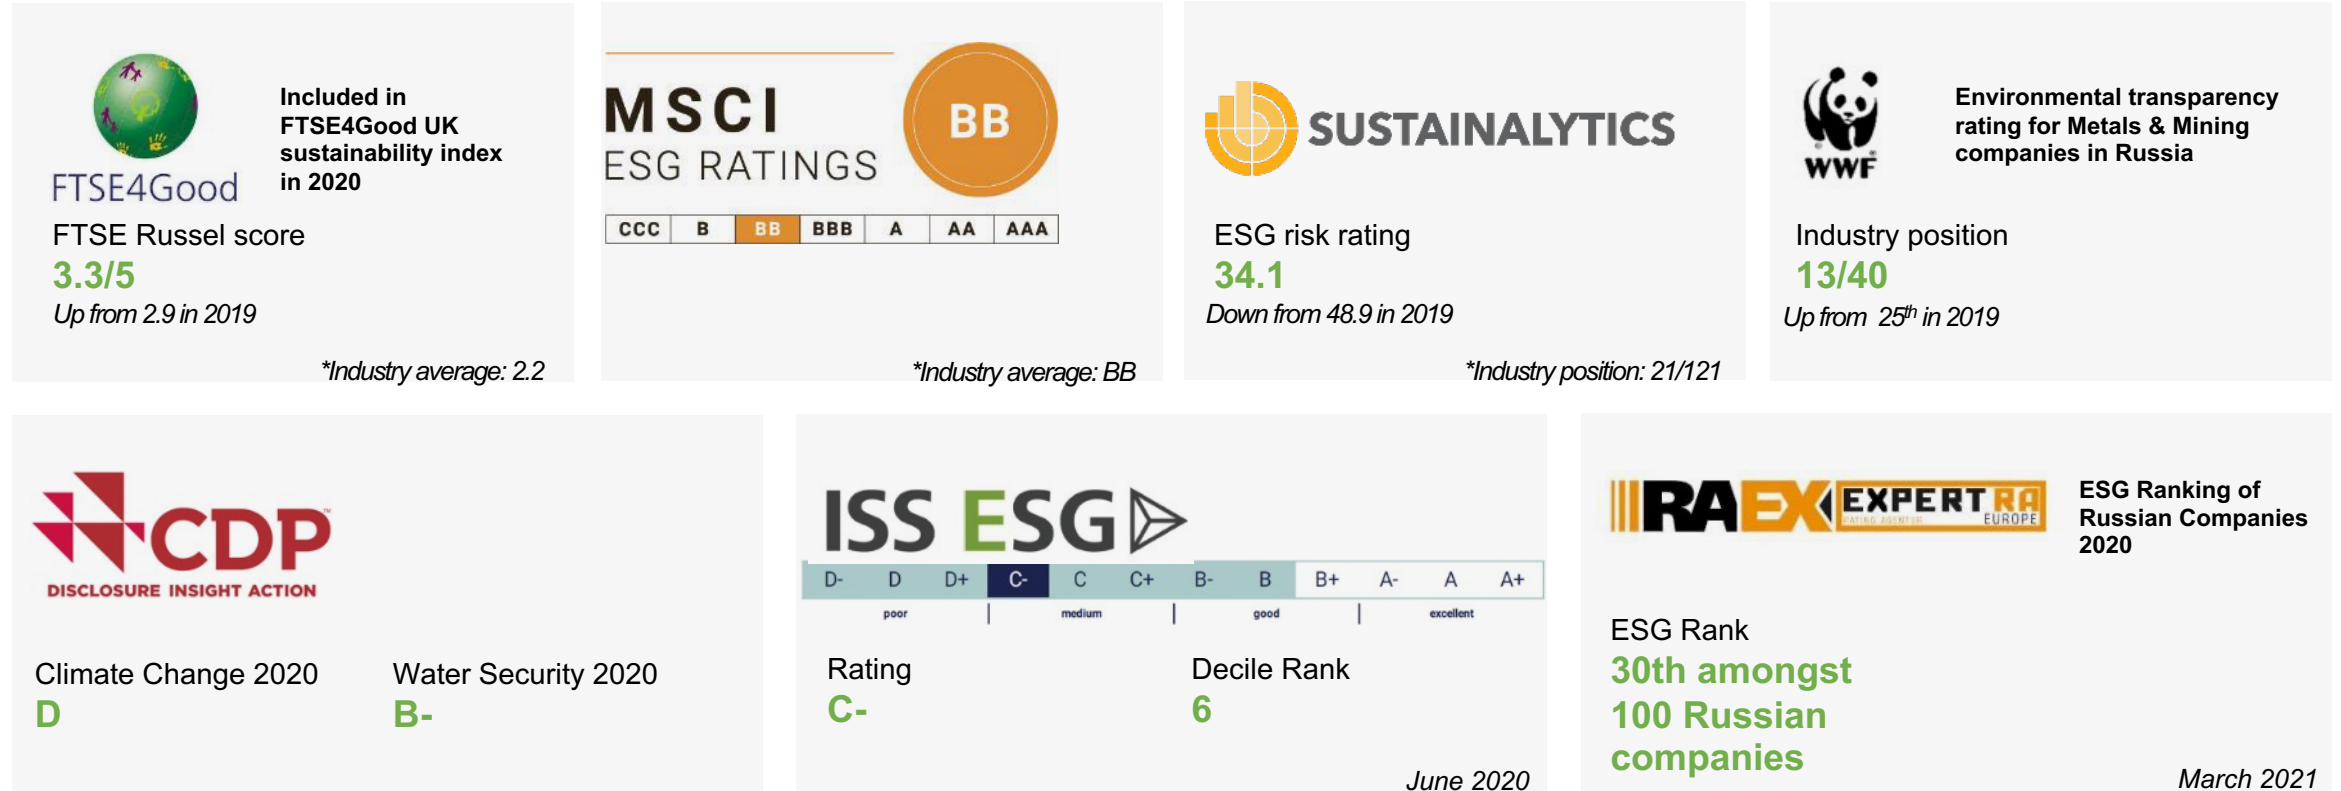 FTSE4Good
Included in
FTSE4Good UK
sustainability index
in 2020
FTSE Russel score
3.3/5
Up from 2.9 in 2019
*Industry average: 2.2
MSCI
ESG RATINGS
BB
CCC B BB BBB A AA AAA
*Industry average: BB
SUSTAINALYTICS
ESG risk rating
34.1
Down from 48.9 in 2019
*Industry position: 21/121
WWF
Environmental transparency
rating for Metals & Mining
companies in Russia
Industry position
13/40
Up from 25th in 2019
CDP
DISCLOSURE INSIGHT ACTION
Climate Change 2020
D
Water Security 2020
B-
ISS ESG
D- D D+ C- C C+ B- B B+ A- A A+
poor | medium | good | excellent
Rating
C-
Decile Rank
6
June 2020
RAEX EXPERT RA
RATING AGENTUR EUROPE
ESG Ranking of
Russian Companies
2020
ESG Rank
30th amongst
100 Russian
companies
March 2021